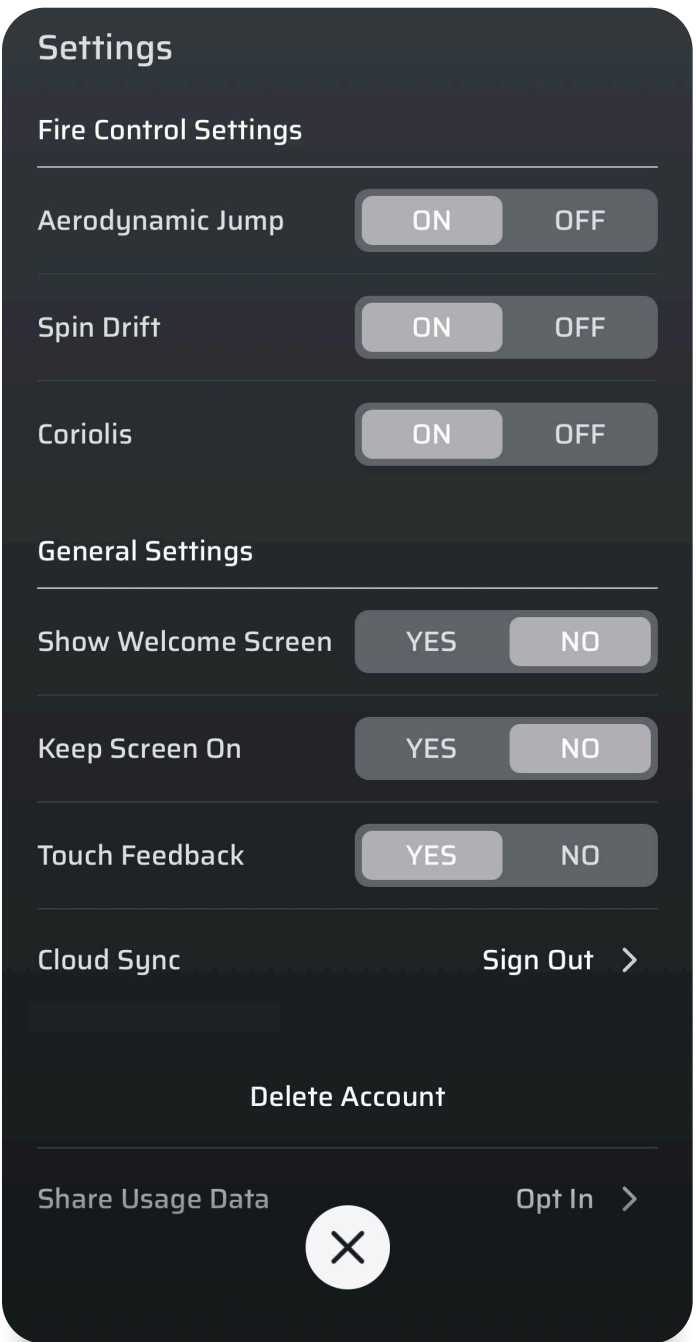 Settings
Fire Control Settings
Aerodynamic Jump ON OFF
Spin Drift ON OFF
Coriolis ON OFF
General Settings
Show Welcome Screen YES NO
Keep Screen On YES NO
Touch Feedback YES NO
Cloud Sync Sign Out
Delete Account
Share Usage Data Opt In